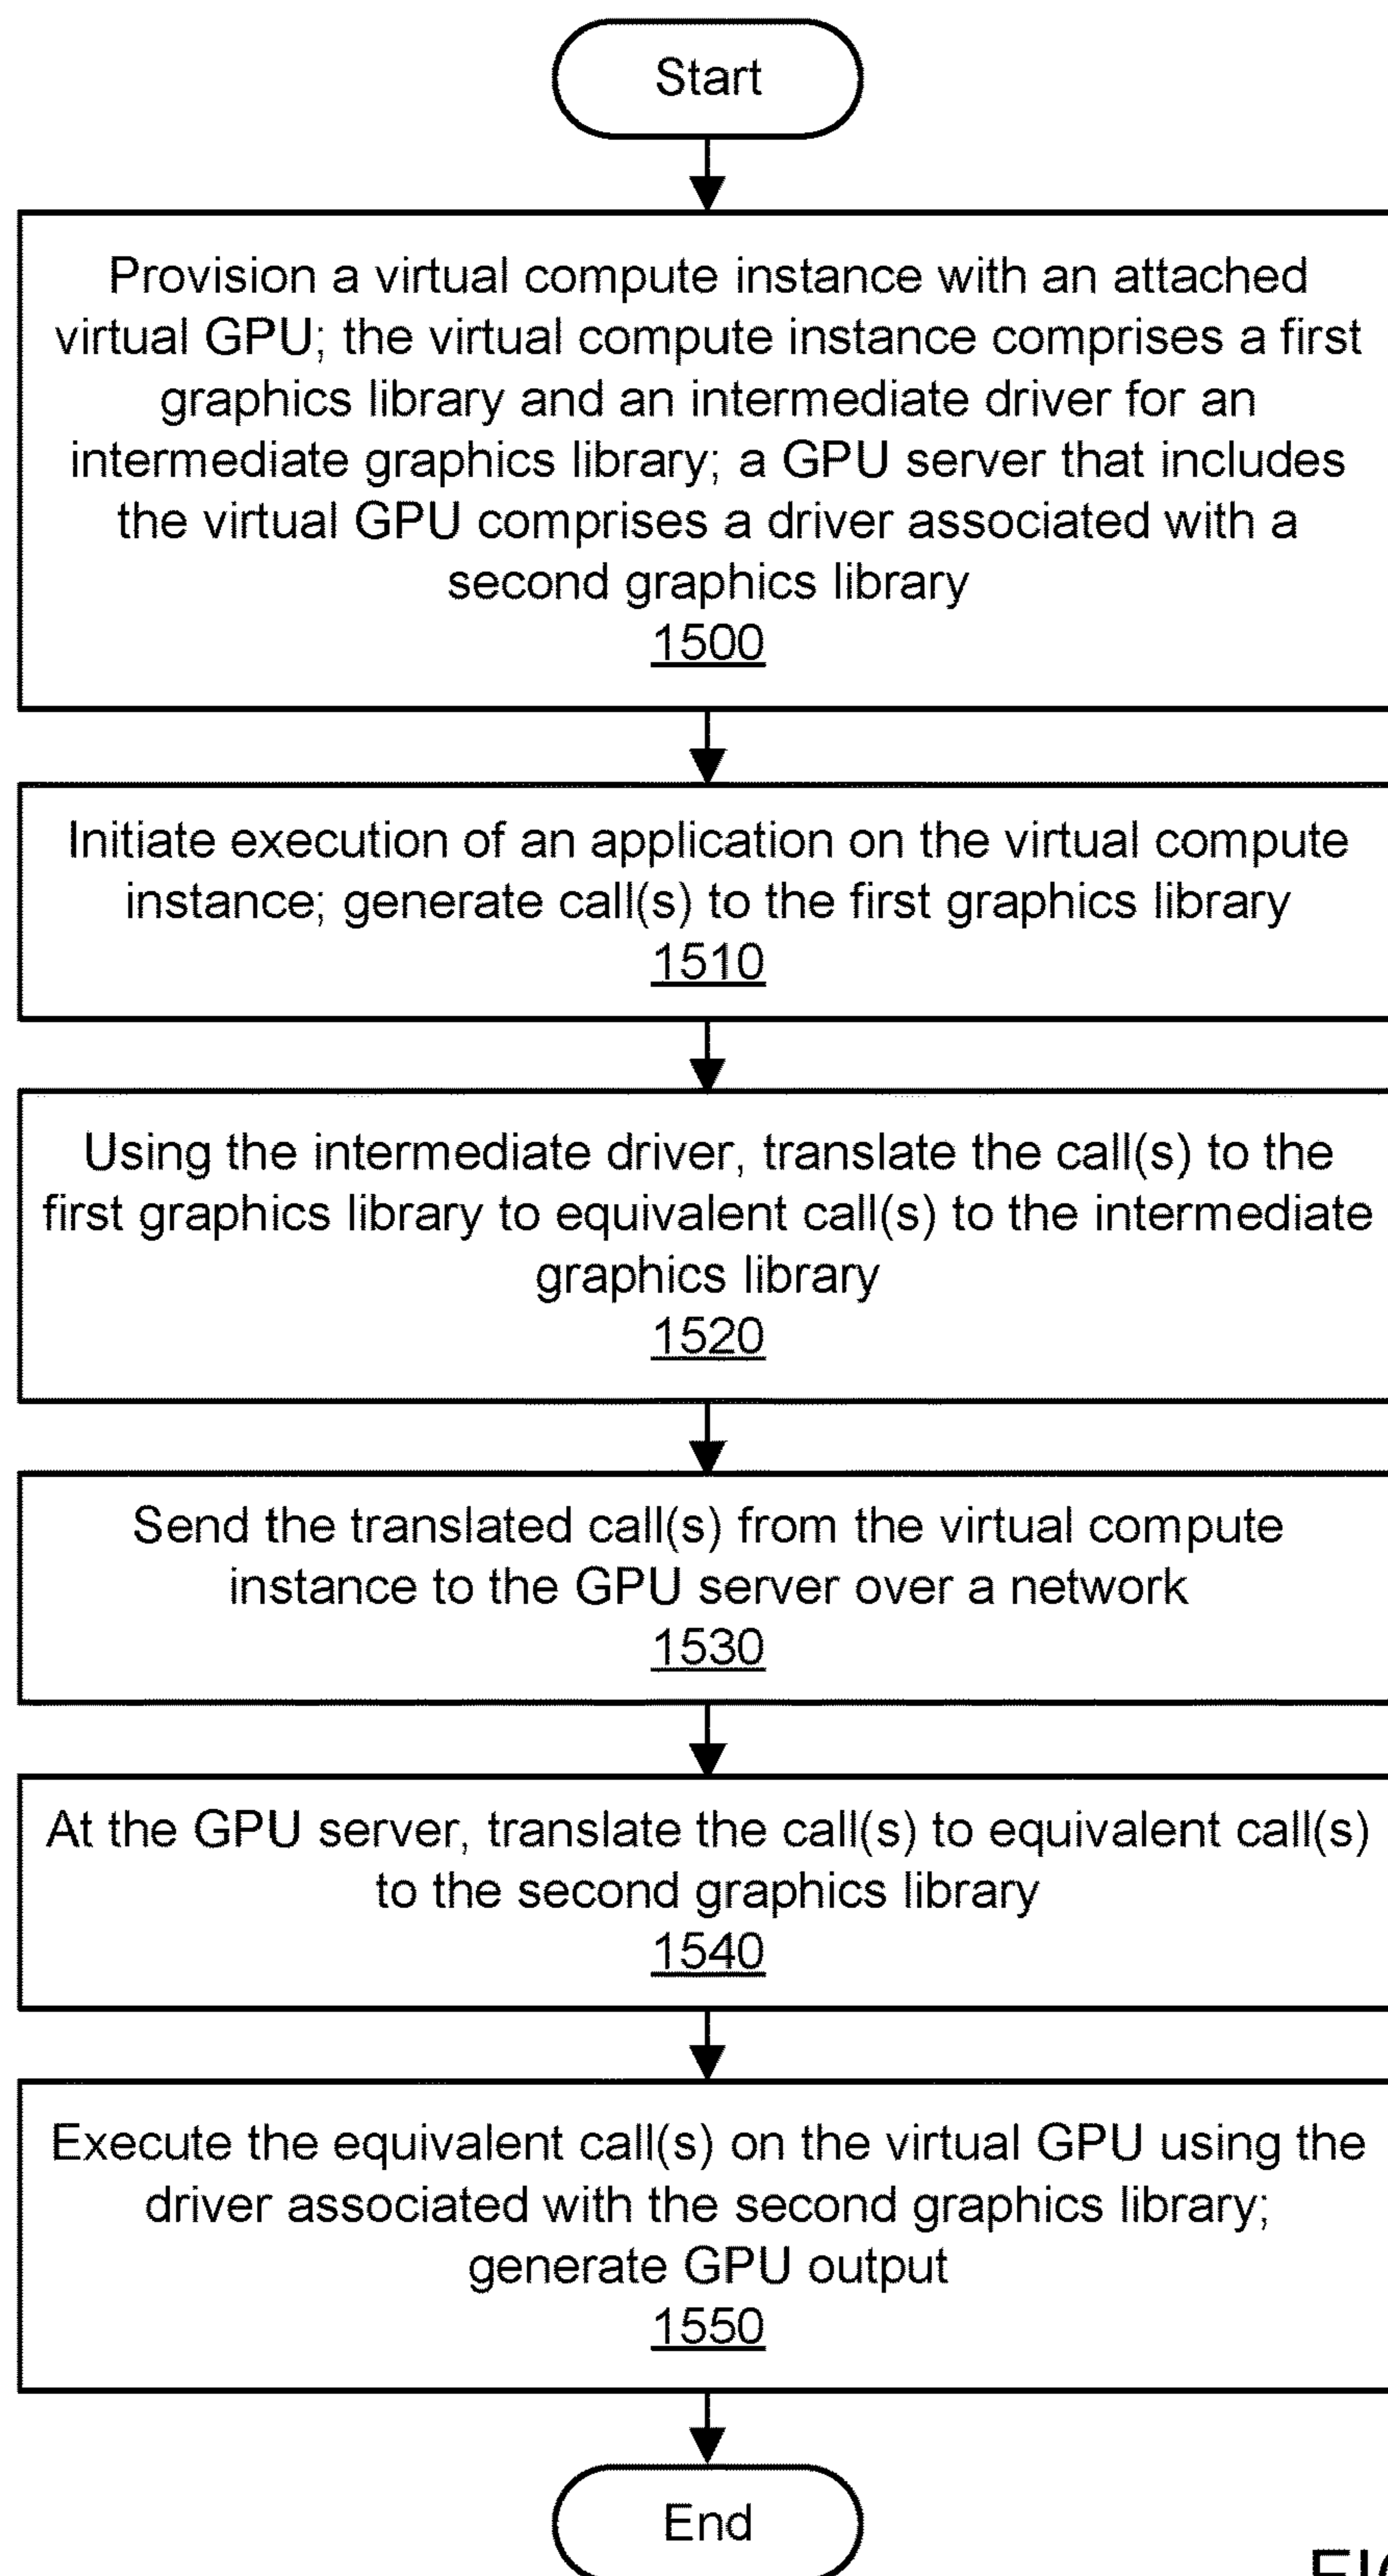 Start
Provision a virtual compute instance with an attached
virtual GPU; the virtual compute instance comprises a first
graphics library and an intermediate driver for an
intermediate graphics library; a GPU server that includes
the virtual GPU comprises a driver associated with a
second graphics library
1500
Initiate execution of an application on the virtual compute
instance; generate call(s) to the first graphics library
1510
Using the intermediate driver, translate the call(s) to the
first graphics library to equivalent call(s) to the intermediate
graphics library
1520
Send the translated call(s) from the virtual compute
instance to the GPU server over a network
1530
At the GPU server, translate the call(s) to equivalent call(s)
to the second graphics library
1540
Execute the equivalent call(s) on the virtual GPU using the
driver associated with the second graphics library;
generate GPU output
1550
End